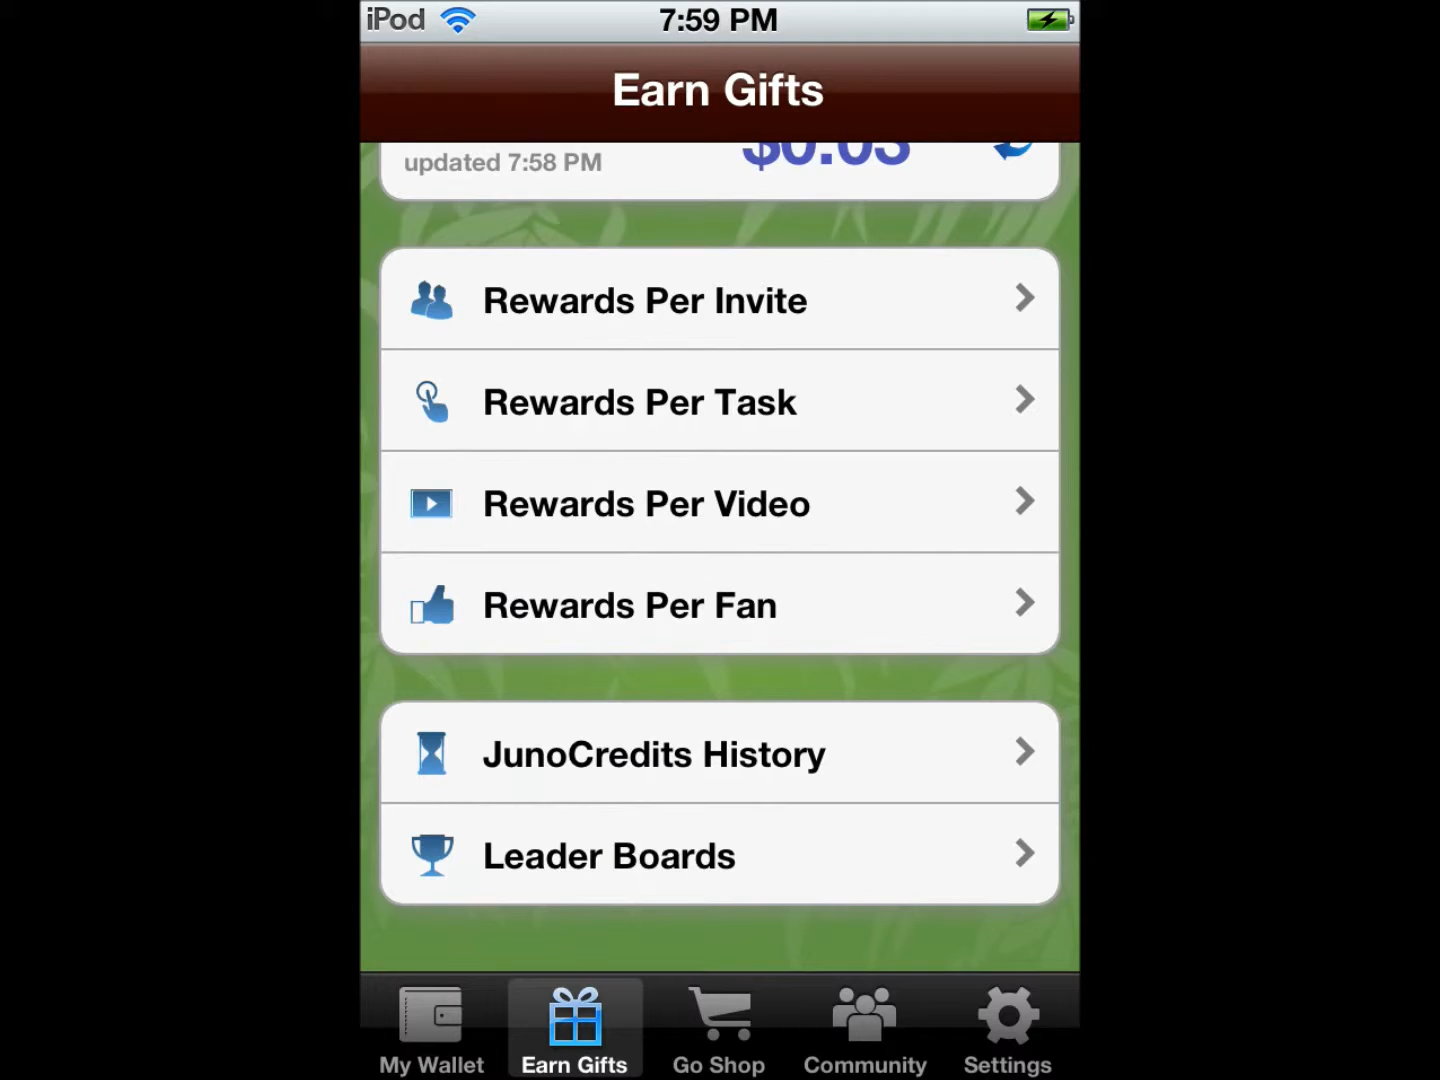 iPod 7:59 PM
Earn Gifts
updated 7:58 PM $0.03
Rewards Per Invite
Rewards Per Task
Rewards Per Video
Rewards Per Fan
JunoCredits History
Leader Boards
My Wallet Earn Gifts Go Shop Community Settings